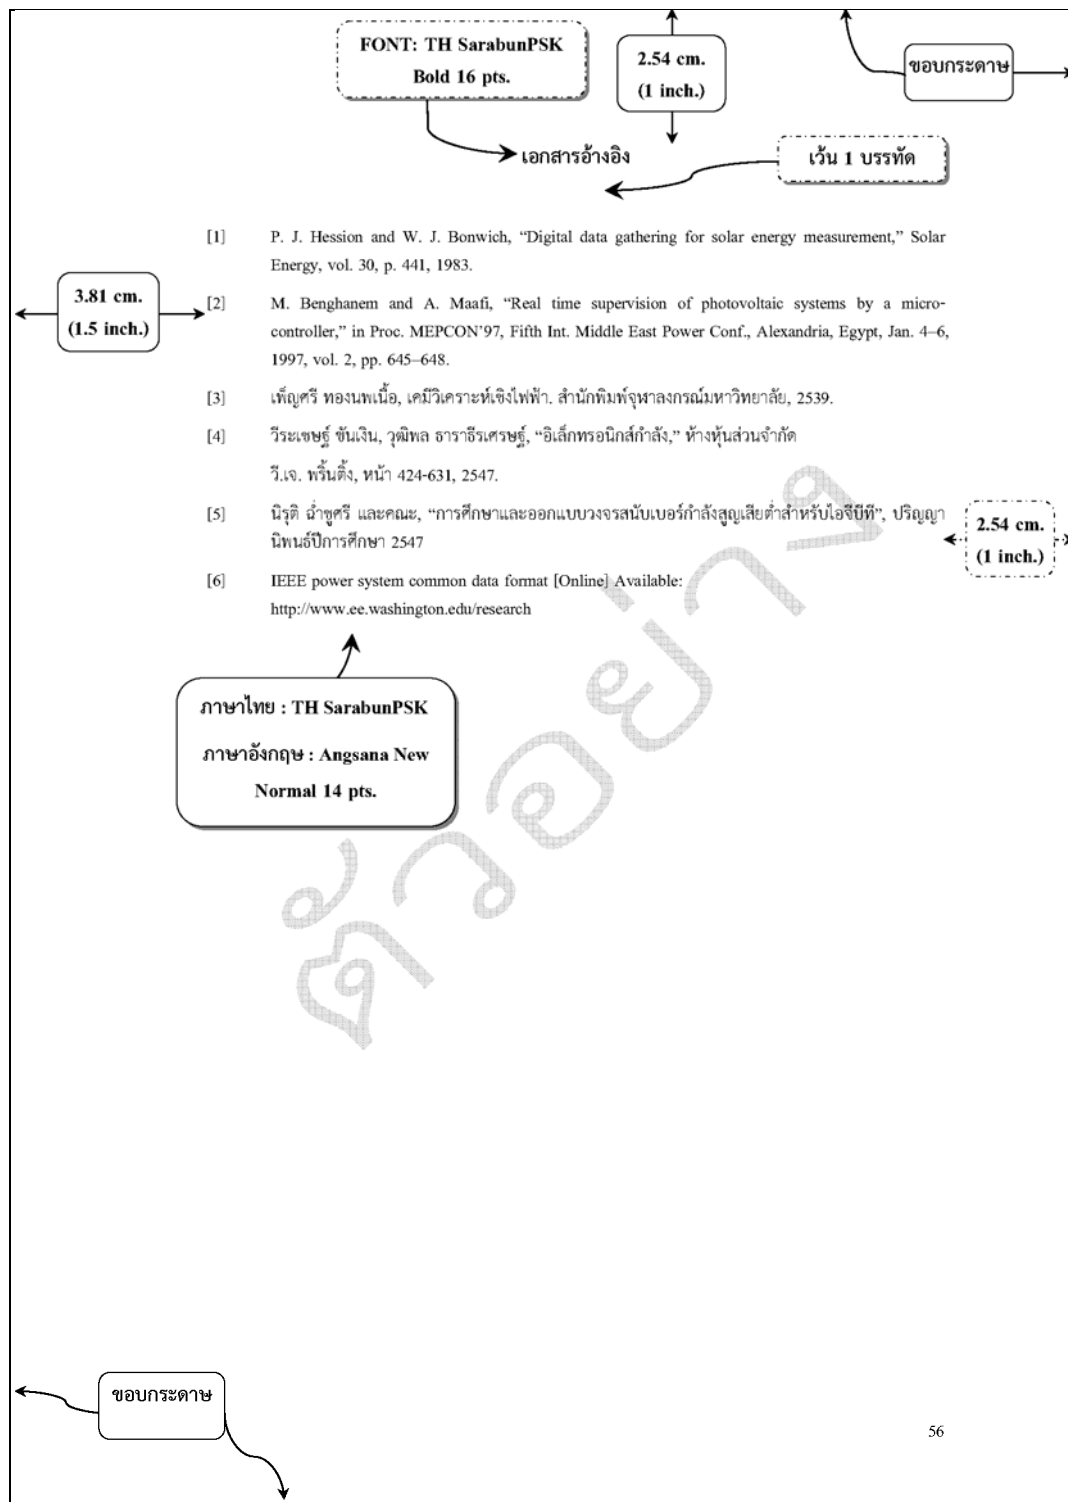 FONT: TH SarabunPSK
Bold 16 pts.
2.54 cm.
(1 inch.)
ขอบกระดาษ
เอกสารอ้างอิง
เว้น 1 บรรทัด
[1] P. J. Hession and W. J. Bonwich, “Digital data gathering for solar energy measurement,” Solar
Energy, vol. 30, p. 441, 1983.
3.81 cm.
(1.5 inch.)
[2] M. Benghanem and A. Maafi, “Real time supervision of photovoltaic systems by a micro-
controller,” in Proc. MEPCON’97, Fifth Int. Middle East Power Conf., Alexandria, Egypt, Jan. 4–6,
1997, vol. 2, pp. 645–648.
[3] เพ็ญศรี ทองนพเนื้อ, เคมีวิเคราะห์เชิงไฟฟ้า. สำนักพิมพ์จุฬาลงกรณ์มหาวิทยาลัย, 2539.
[4] วีระเชษฐ์ ขันเงิน, วุฒิพล ธาราธีรเศรษฐ์, “อิเล็กทรอนิกส์กำลัง,” ห้างหุ้นส่วนจำกัด
วี.เจ. พริ้นติ้ง, หน้า 424-631, 2547.
[5] นิรุติ ฉ่ำชูศรี และคณะ, “การศึกษาและออกแบบวงจรสนับเบอร์กำลังสูญเสียต่ำสำหรับไอจีบีที”, ปริญญา
นิพนธ์ปีการศึกษา 2547
2.54 cm.
(1 inch.)
[6] IEEE power system common data format [Online] Available:
http://www.ee.washington.edu/research
ภาษาไทย : TH SarabunPSK
ภาษาอังกฤษ : Angsana New
Normal 14 pts.
ตัวอย่าง
ขอบกระดาษ
56